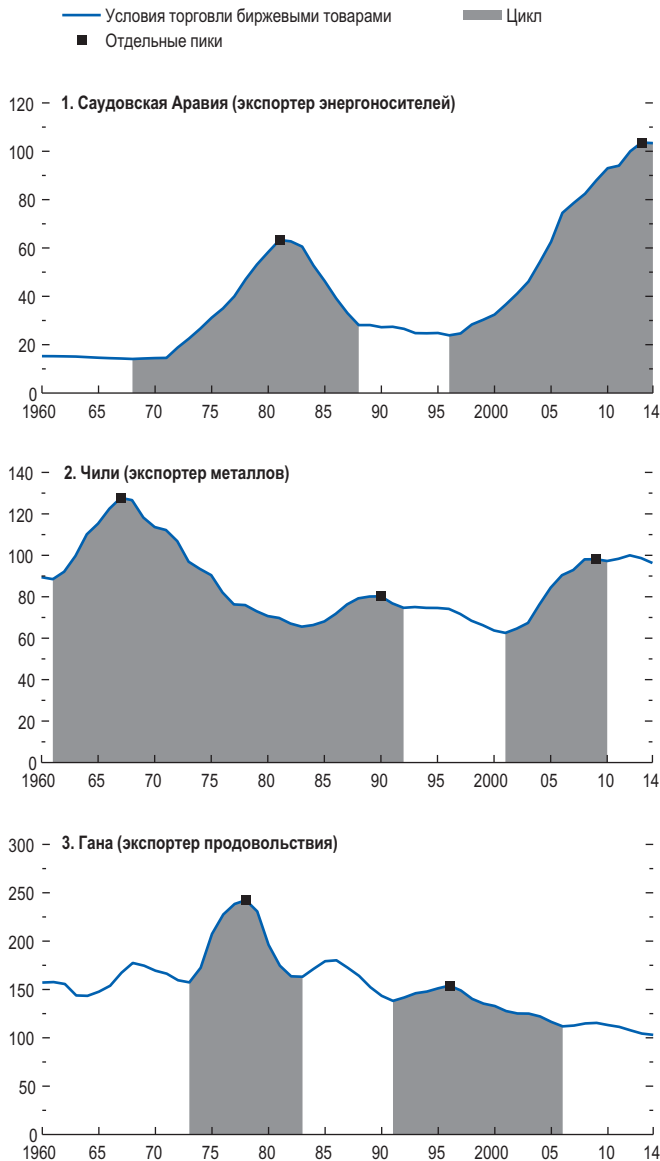 Условия торговли биржевыми товарами
Цикл
Отдельные пики
1. Саудовская Аравия (экспортер энергоносителей)
120
100
80
60
40
20
0
1960 65 70 75 80 85 90 95 2000 05 10 14
2. Чили (экспортер металлов)
140
120
100
80
60
40
20
0
1960 65 70 75 80 85 90 95 2000 05 10 14
3. Гана (экспортер продовольствия)
300
250
200
150
100
50
0
1960 65 70 75 80 85 90 95 2000 05 10 14